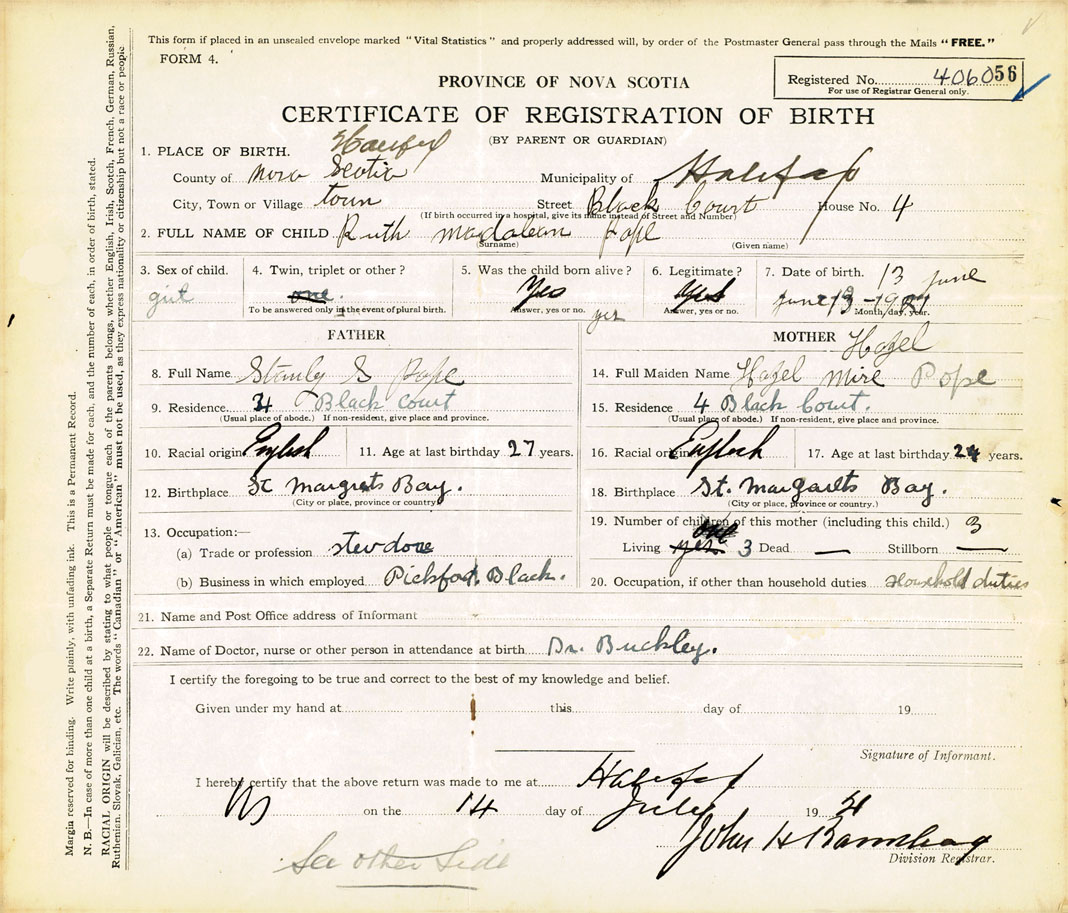 This form if placed in an unsealed envelope marked "Vital Statistics" and properly addressed will, by order of the Postmaster General pass through the Mails "FREE."
FORM 4.
Registered No. 406056
For use of Registrar General only.
PROVINCE OF NOVA SCOTIA
CERTIFICATE OF REGISTRATION OF BIRTH
(BY PARENT OR GUARDIAN)
1. PLACE OF BIRTH. Halifax
County of Nova Scotia Municipality of Halifax
City, Town or Village town Street Black Court House No. 4
(If birth occurred in a hospital, give its name instead of Street and Number)
2. FULL NAME OF CHILD Ruth madalean Pope
(Surname) (Given name)
3. Sex of child. 4. Twin, triplet or other? 5. Was the child born alive? 6. Legitimate? 7. Date of birth. 13 June
girl one. Yes yes June 13 -19
To be answered only in the event of plural birth. Answer, yes or no. yes Answer, yes or no. Month, day, year.
FATHER
8. Full Name Stanly S Pope
9. Residence 4 Black Court
(Usual place of abode.) If non-resident, give place and province.
10. Racial origin English 11. Age at last birthday 27 years.
12. Birthplace St Margrets Bay.
(City or place, province or country.)
13. Occupation:—
(a) Trade or profession stevdore
(b) Business in which employed Pickfort. Black.
MOTHER Hazel
14. Full Maiden Name Hazel Mire Pope
15. Residence 4 Black Court.
(Usual place of abode.) If non-resident, give place and province.
16. Racial origin English 17. Age at last birthday 24 years.
18. Birthplace St. Margarets Bay.
(City or place, province or country.)
19. Number of children of this mother (including this child.) 3
one
Living yes 3 Dead — Stillborn —
20. Occupation, if other than household duties Household duties
21. Name and Post Office address of Informant
22. Name of Doctor, nurse or other person in attendance at birth Dr. Buckley.
I certify the foregoing to be true and correct to the best of my knowledge and belief.
Given under my hand at this day of 19
Signature of Informant.
I hereby certify that the above return was made to me at Halifax
NS on the 14 day of July 19
John H
Division Registrar.
See other Side
Margin reserved for binding. Write plainly, with unfading ink. This is a Permanent Record.
N. B.—In case of more than one child at a birth, a Separate Return must be made for each, and the number of each, in order of birth, stated.
RACIAL ORIGIN will be described by stating to what people or tongue each of the parents belongs, whether English, Irish, Scotch, French, German, Russian,
Ruthenian, Slovak, Galician, etc. The words "Canadian" or "American" must not be used, as they express nationality or citizenship but not a race or people